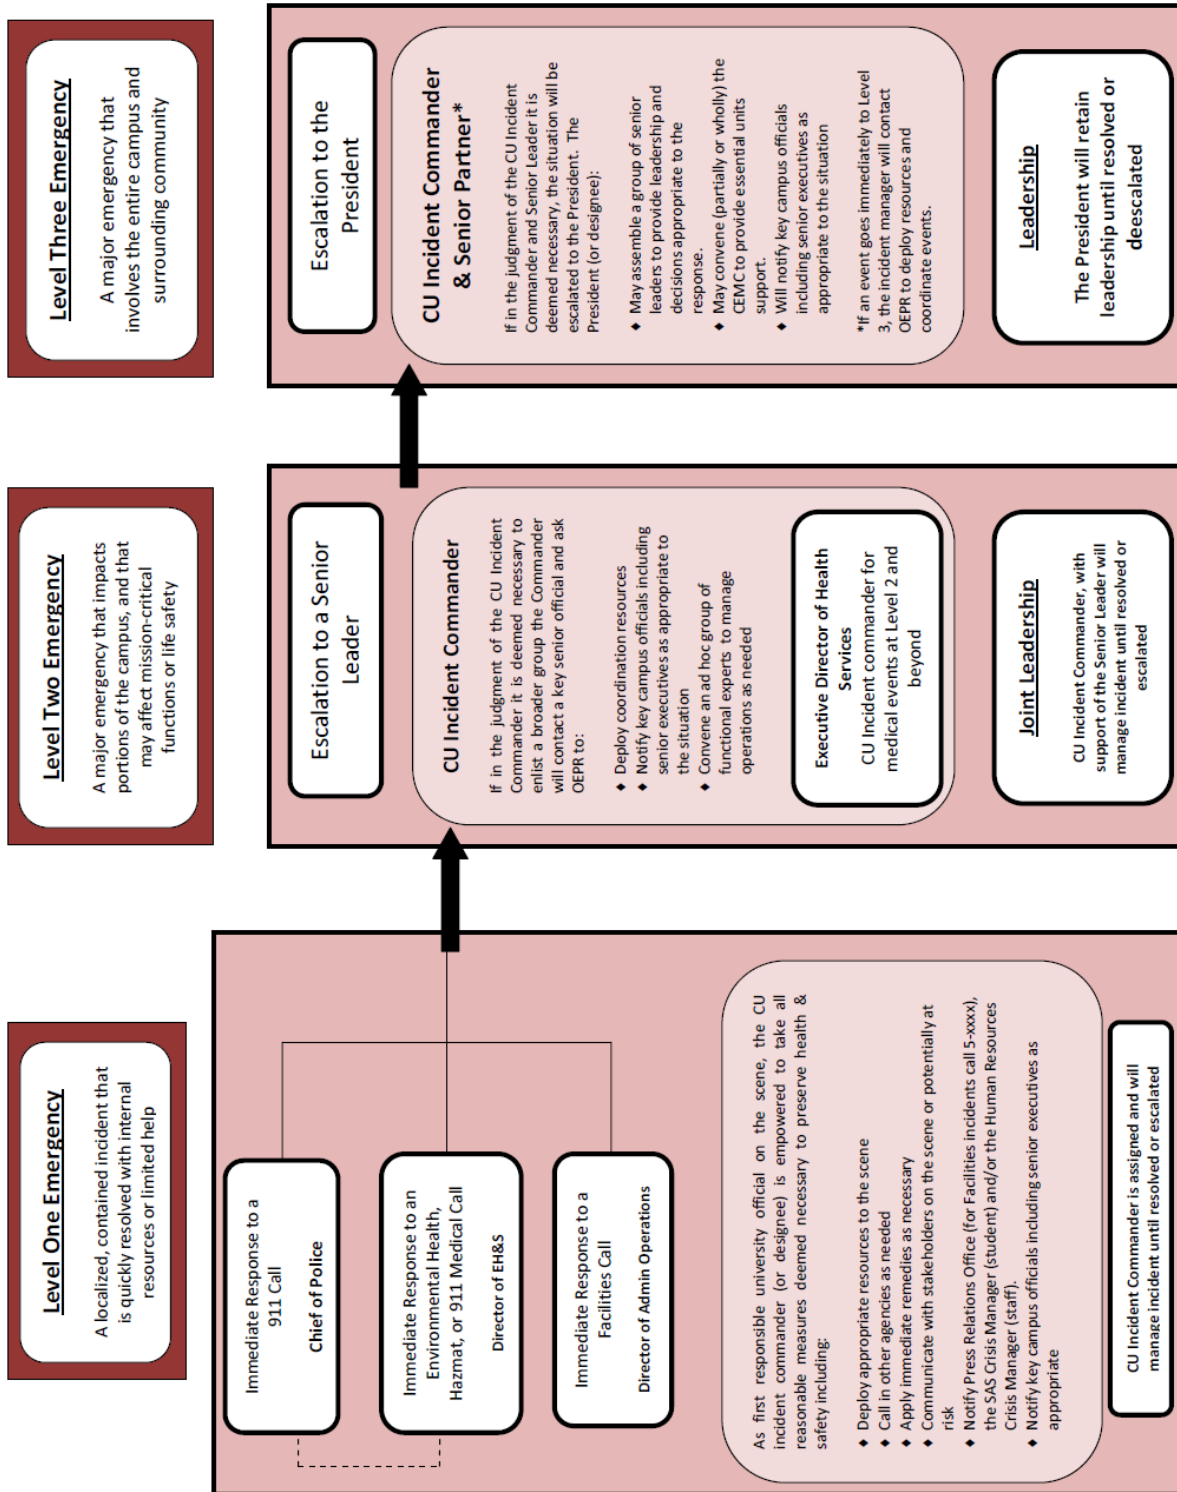 Level One Emergency
A localized, contained incident that
is quickly resolved with internal
resources or limited help
Immediate Response to a
911 Call
Chief of Police
Immediate Response to an
Environmental Health,
Hazmat, or 911 Medical Call
Director of EH&S
Immediate Response to a
Facilities Call
Director of Admin Operations
As first responsible university official on the scene, the CU
incident commander (or designee) is empowered to take all
reasonable measures deemed necessary to preserve health &
safety including:
♦ Deploy appropriate resources to the scene
♦ Call in other agencies as needed
♦ Apply immediate remedies as necessary
♦ Communicate with stakeholders on the scene or potentially at
risk
♦ Notify Press Relations Office (for Facilities incidents call 5-xxxx),
the SAS Crisis Manager (student) and/or the Human Resources
Crisis Manager (staff).
♦ Notify key campus officials including senior executives as
appropriate
CU Incident Commander is assigned and will
manage incident until resolved or escalated
Level Two Emergency
A major emergency that impacts
portions of the campus, and that
may affect mission-critical
functions or life safety
Escalation to a Senior
Leader
CU Incident Commander
If in the judgment of the CU Incident
Commander it is deemed necessary to
enlist a broader group the Commander
will contact a key senior official and ask
OEPR to:
♦ Deploy coordination resources
♦ Notify key campus officials including
senior executives as appropriate to
the situation
♦ Convene an ad hoc group of
functional experts to manage
operations as needed
Executive Director of Health
Services
CU Incident commander for
medical events at Level 2 and
beyond
Joint Leadership
CU Incident Commander, with
support of the Senior Leader will
manage incident until resolved or
escalated
Level Three Emergency
A major emergency that
involves the entire campus and
surrounding community
Escalation to the
President
CU Incident Commander
& Senior Partner*
If in the judgment of the CU Incident
Commander and Senior Leader it is
deemed necessary, the situation will be
escalated to the President. The
President (or designee):
♦ May assemble a group of senior
leaders to provide leadership and
decisions appropriate to the
response.
♦ May convene (partially or wholly) the
CEMC to provide essential units
support.
♦ Will notify key campus officials
including senior executives as
appropriate to the situation
*If an event goes immediately to Level
3, the incident manager will contact
OEPR to deploy resources and
coordinate events.
Leadership
The President will retain
leadership until resolved or
deescalated